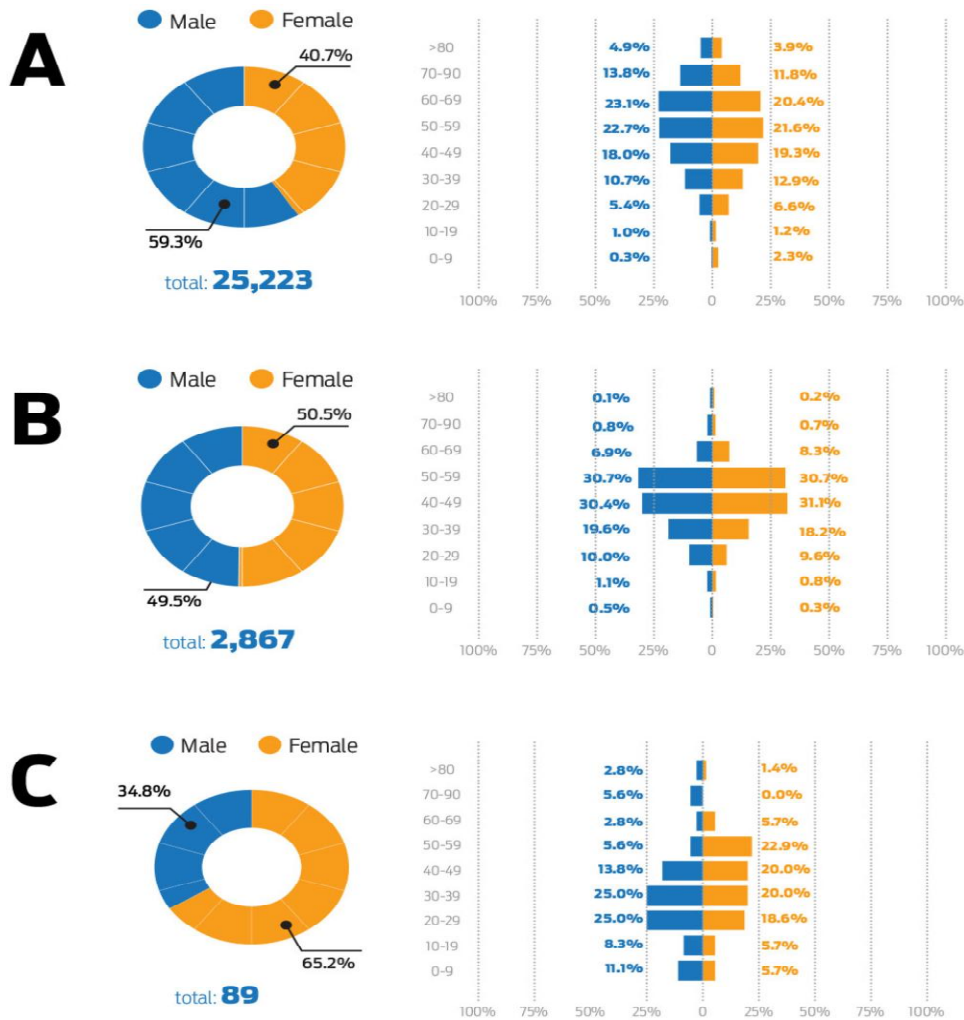 A
Male Female
40.7%
59.3%
total: 25,223
>80 4.9% 3.9%
70-90 13.8% 11.8%
60-69 23.1% 20.4%
50-59 22.7% 21.6%
40-49 18.0% 19.3%
30-39 10.7% 12.9%
20-29 5.4% 6.6%
10-19 1.0% 1.2%
0-9 0.3% 2.3%
100% 75% 50% 25% 0 25% 50% 75% 100%
B
Male Female
50.5%
49.5%
total: 2,867
>80 0.1% 0.2%
70-90 0.8% 0.7%
60-69 6.9% 8.3%
50-59 30.7% 30.7%
40-49 30.4% 31.1%
30-39 19.6% 18.2%
20-29 10.0% 9.6%
10-19 1.1% 0.8%
0-9 0.5% 0.3%
100% 75% 50% 25% 0 25% 50% 75% 100%
C
Male Female
34.8%
65.2%
total: 89
>80 2.8% 1.4%
70-90 5.6% 0.0%
60-69 2.8% 5.7%
50-59 5.6% 22.9%
40-49 13.8% 20.0%
30-39 25.0% 20.0%
20-29 25.0% 18.6%
10-19 8.3% 5.7%
0-9 11.1% 5.7%
100% 75% 50% 25% 0 25% 50% 75% 100%